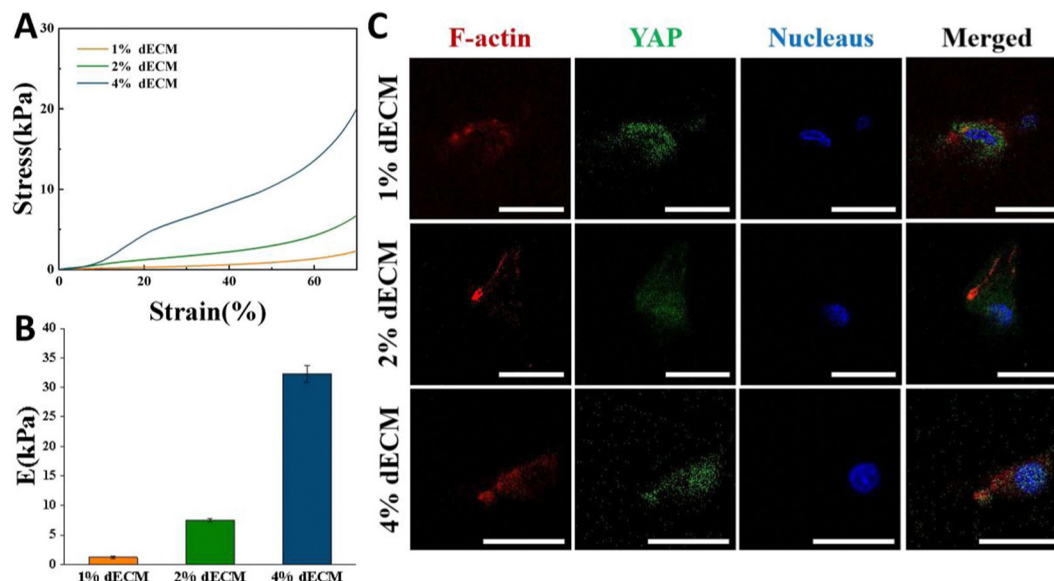 A
Stress(kPa)
30
20
10
0
1% dECM
2% dECM
4% dECM
0 20 40 60
Strain(%)
B
E(kPa)
40
35
30
25
20
15
10
5
0
1% dECM 2% dECM 4% dECM
C
F-actin YAP Nucleaus Merged
1% dECM
2% dECM
4% dECM